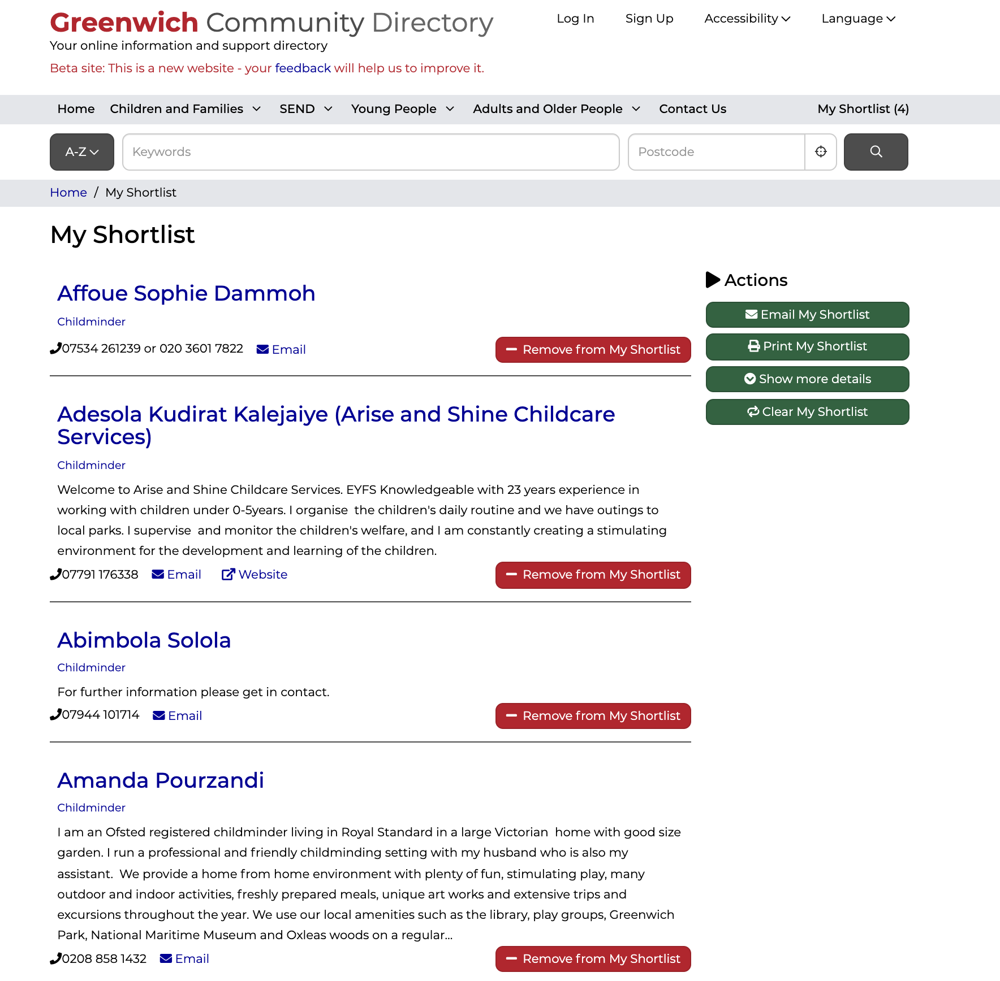 Greenwich Community Directory
Your online information and support directory
Beta site: This is a new website - your feedback will help us to improve it.
Log In
Sign Up
Accessibility
Language
Home
Children and Families
SEND
Young People
Adults and Older People
Contact Us
My Shortlist (4)
A-Z
Keywords
Postcode
Home / My Shortlist
My Shortlist
Affoue Sophie Dammoh
Childminder
07534 261239 or 020 3601 7822
Email
Remove from My Shortlist
Adesola Kudirat Kalejaiye (Arise and Shine Childcare
Services)
Childminder
Welcome to Arise and Shine Childcare Services. EYFS Knowledgeable with 23 years experience in
working with children under 0-5years. I organise  the children's daily routine and we have outings to
local parks. I supervise  and monitor the children's welfare, and I am constantly creating a stimulating
environment for the development and learning of the children.
07791 176338
Email
Website
Remove from My Shortlist
Abimbola Solola
Childminder
For further information please get in contact.
07944 101714
Email
Remove from My Shortlist
Amanda Pourzandi
Childminder
I am an Ofsted registered childminder living in Royal Standard in a large Victorian  home with good size
garden. I run a professional and friendly childminding setting with my husband who is also my
assistant.  We provide a home from home environment with plenty of fun, stimulating play, many
outdoor and indoor activities, freshly prepared meals, unique art works and extensive trips and
excursions throughout the year. We use our local amenities such as the library, play groups, Greenwich
Park, National Maritime Museum and Oxleas woods on a regular...
0208 858 1432
Email
Remove from My Shortlist
Actions
Email My Shortlist
Print My Shortlist
Show more details
Clear My Shortlist